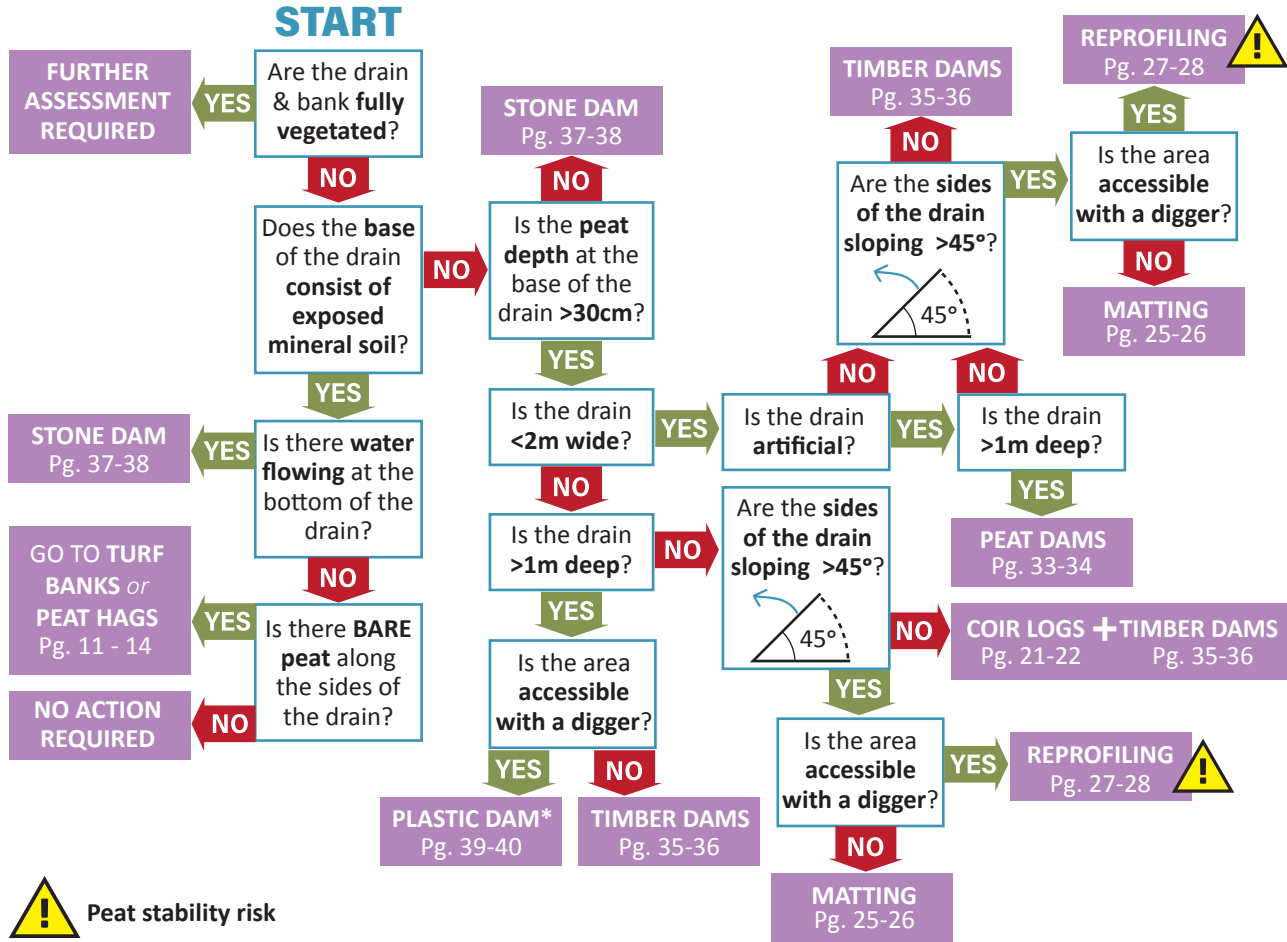 START
Are the drain
& bank fully
vegetated?
YES
FURTHER
ASSESSMENT
REQUIRED
NO
Does the base
of the drain
consist of
exposed
mineral soil?
YES
Is there water
flowing at the
bottom of the
drain?
YES
STONE DAM
Pg. 37-38
NO
Is there BARE
peat along
the sides of
the drain?
YES
GO TO TURF
BANKS or
PEAT HAGS
Pg. 11 - 14
NO
NO ACTION
REQUIRED
NO
Is the peat
depth at the
base of the
drain >30cm?
NO
STONE DAM
Pg. 37-38
YES
Is the drain
<2m wide?
NO
Is the drain
>1m deep?
YES
Is the area
accessible
with a digger?
YES
PLASTIC DAM*
Pg. 39-40
NO
TIMBER DAMS
Pg. 35-36
YES
Is the drain
artificial?
NO
YES
Is the drain
>1m deep?
NO
YES
PEAT DAMS
Pg. 33-34
Are the sides
of the drain
sloping >45°?
45°
NO
TIMBER DAMS
Pg. 35-36
YES
Is the area
accessible
with a digger?
YES
REPROFILING
Pg. 27-28
!
NO
MATTING
Pg. 25-26
NO
Are the sides
of the drain
sloping >45°?
45°
NO
COIR LOGS + TIMBER DAMS
Pg. 21-22 Pg. 35-36
YES
Is the area
accessible
with a digger?
YES
REPROFILING
Pg. 27-28
!
NO
MATTING
Pg. 25-26
! Peat stability risk